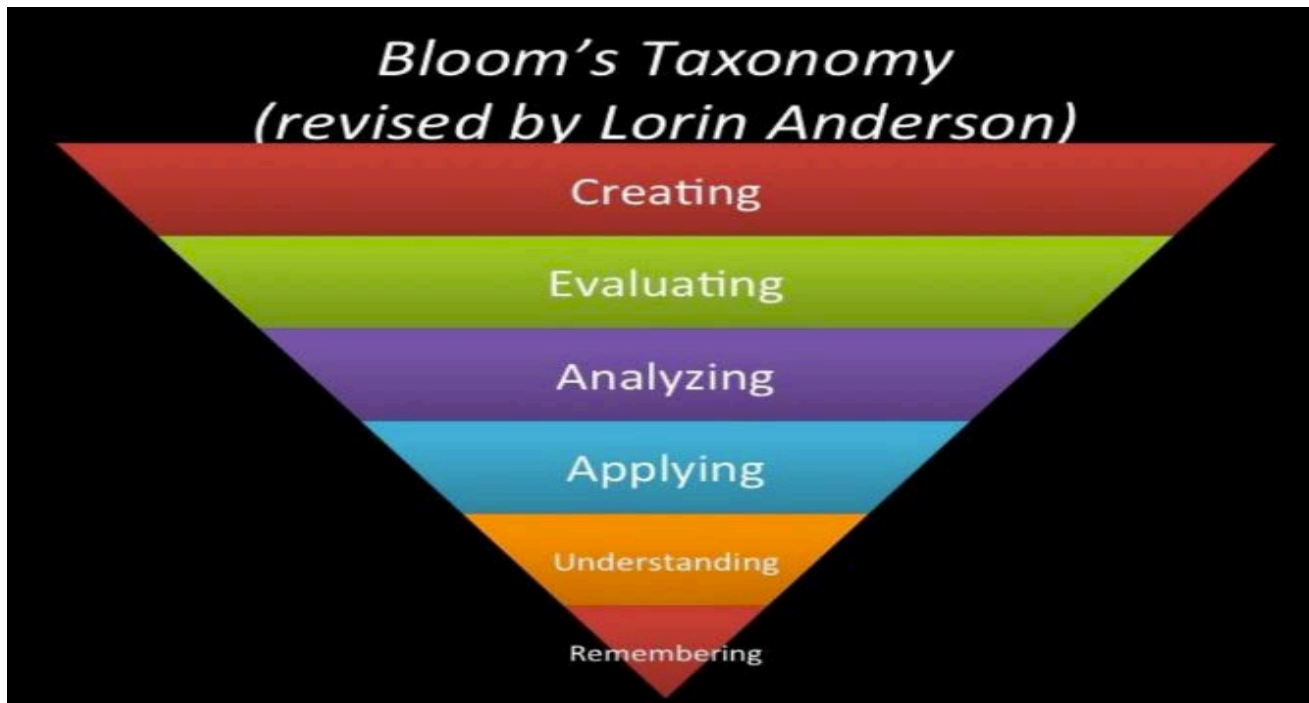 Bloom's Taxonomy
(revised by Lorin Anderson)
Creating
Evaluating
Analyzing
Applying
Understanding
Remembering